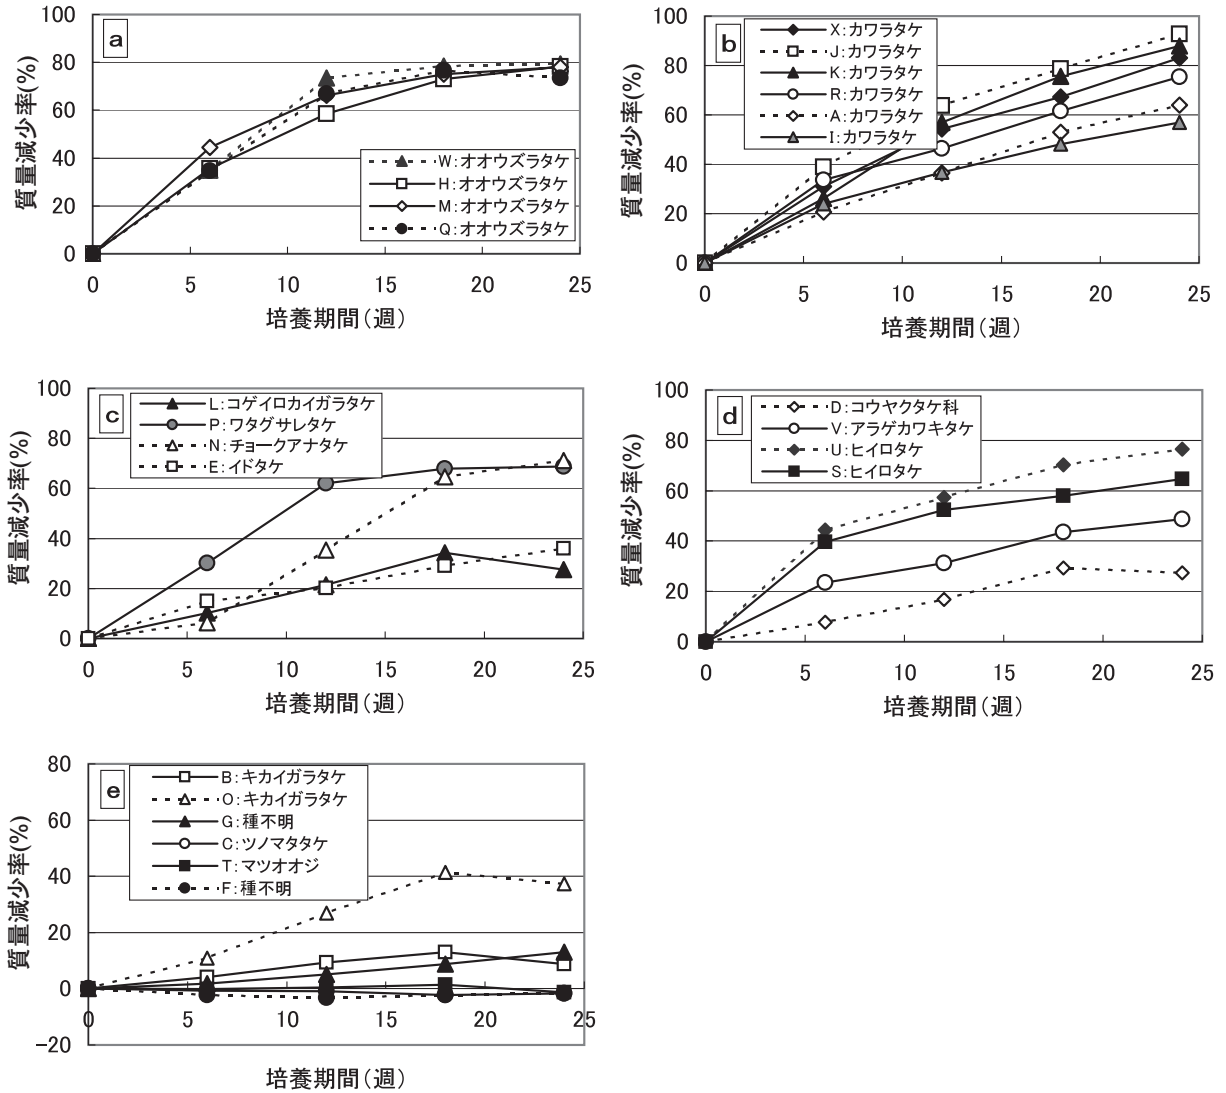 a
質量減少率(%)
100
80
60
40
20
0
W:オオウズラタケ
H:オオウズラタケ
M:オオウズラタケ
Q:オオウズラタケ
0 5 10 15 20 25
培養期間(週)
b
質量減少率(%)
100
80
60
40
20
0
X:カワラタケ
J:カワラタケ
K:カワラタケ
R:カワラタケ
A:カワラタケ
I:カワラタケ
0 5 10 15 20 25
培養期間(週)
c
質量減少率(%)
100
80
60
40
20
0
L:コゲイロカイガラタケ
P:ワタグサレタケ
N:チョークアナタケ
E:イドタケ
0 5 10 15 20 25
培養期間(週)
d
質量減少率(%)
100
80
60
40
20
0
D:コウヤクタケ科
V:アラゲカワキタケ
U:ヒイロタケ
S:ヒイロタケ
0 5 10 15 20 25
培養期間(週)
e
質量減少率(%)
80
60
40
20
0
-20
B:キカイガラタケ
O:キカイガラタケ
G:種不明
C:ツノマタタケ
T:マツオオジ
F:種不明
0 5 10 15 20 25
培養期間(週)